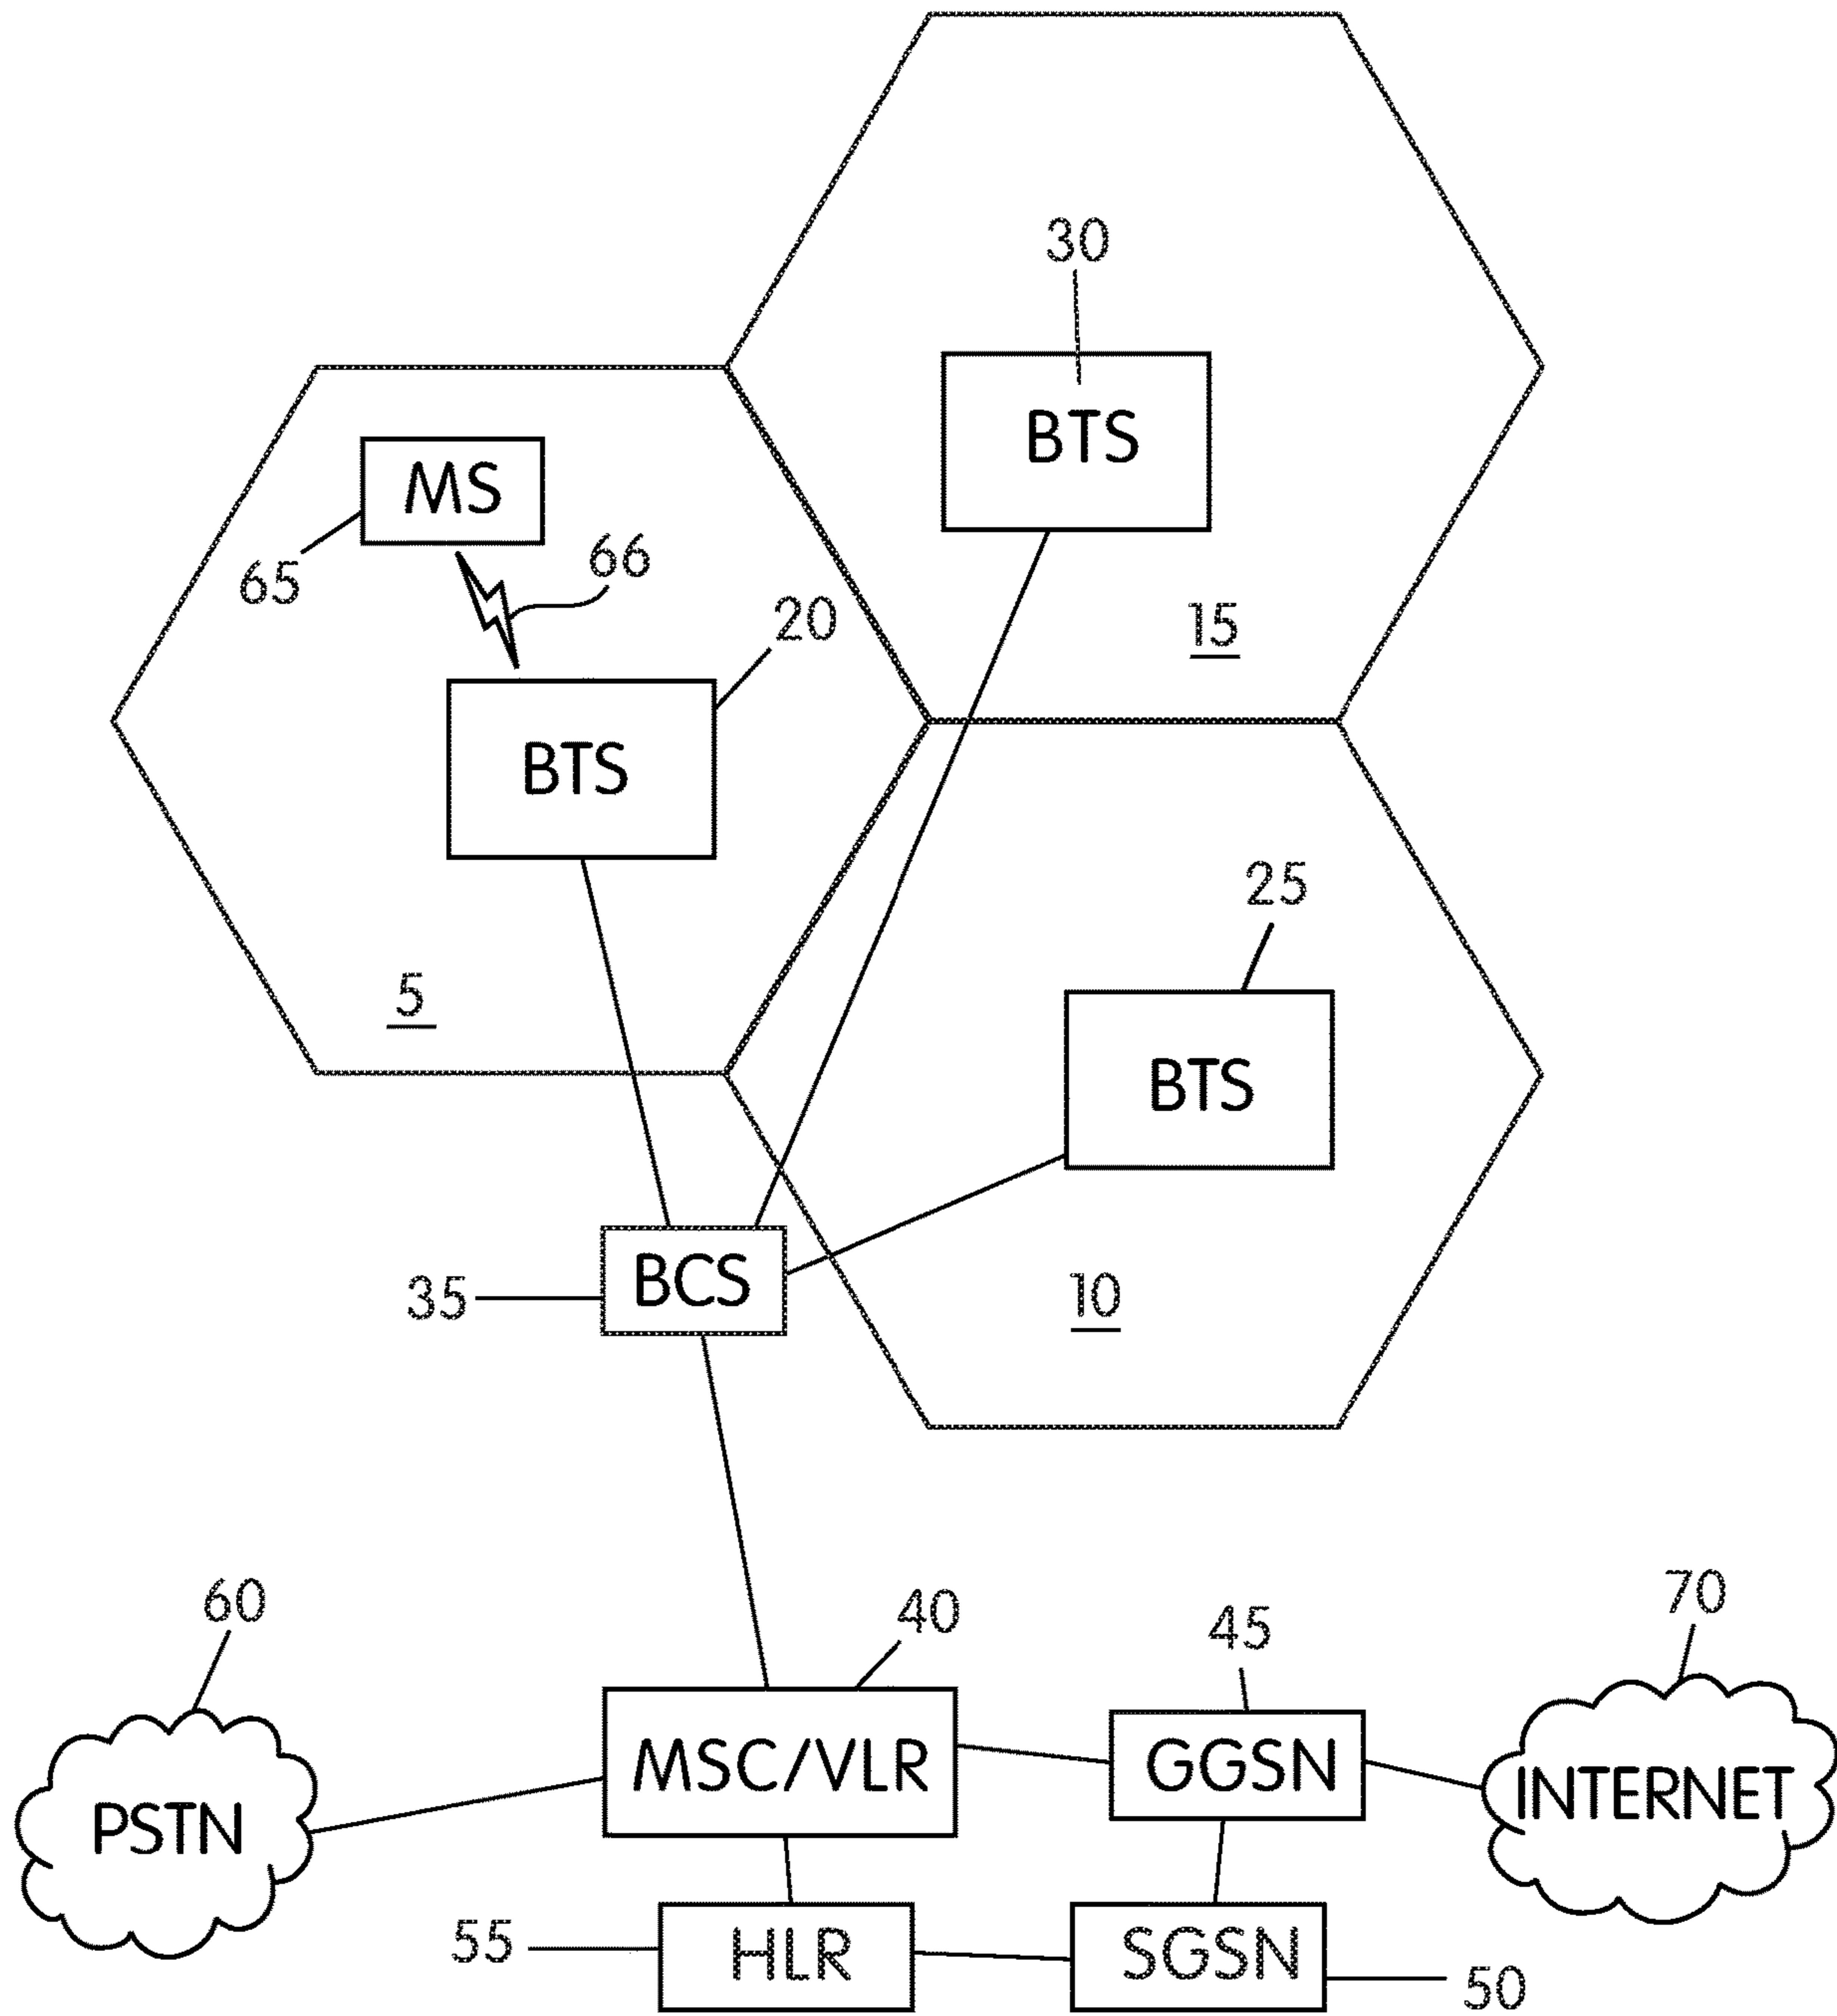 30
BTS
MS
65
66
20
15
BTS
25
5
BTS
BCS
35
10
60
40
45
70
MSC/VLR
GGSN
INTERNET
PSTN
55
HLR
SGSN
50